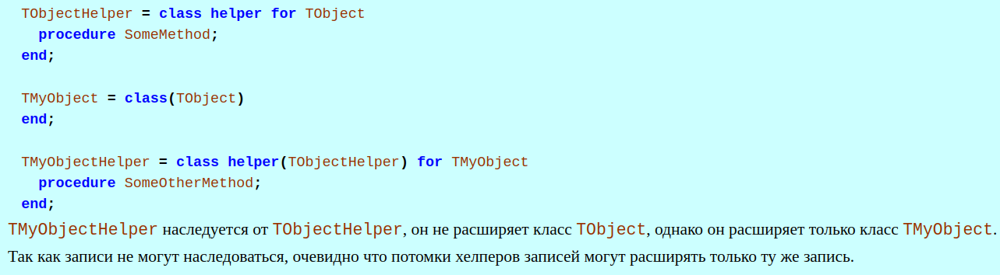 TObjectHelper = class helper for TObject
procedure SomeMethod;
end;
TMyObject = class(TObject)
end;
TMyObjectHelper = class helper(TObjectHelper) for TMyObject
procedure SomeOtherMethod;
end;
TMyObjectHelper наследуется от TObjectHelper, он не расширяет класс TObject, однако он расширяет только класс TMyObject.
Так как записи не могут наследоваться, очевидно что потомки хелперов записей могут расширять только ту же запись.